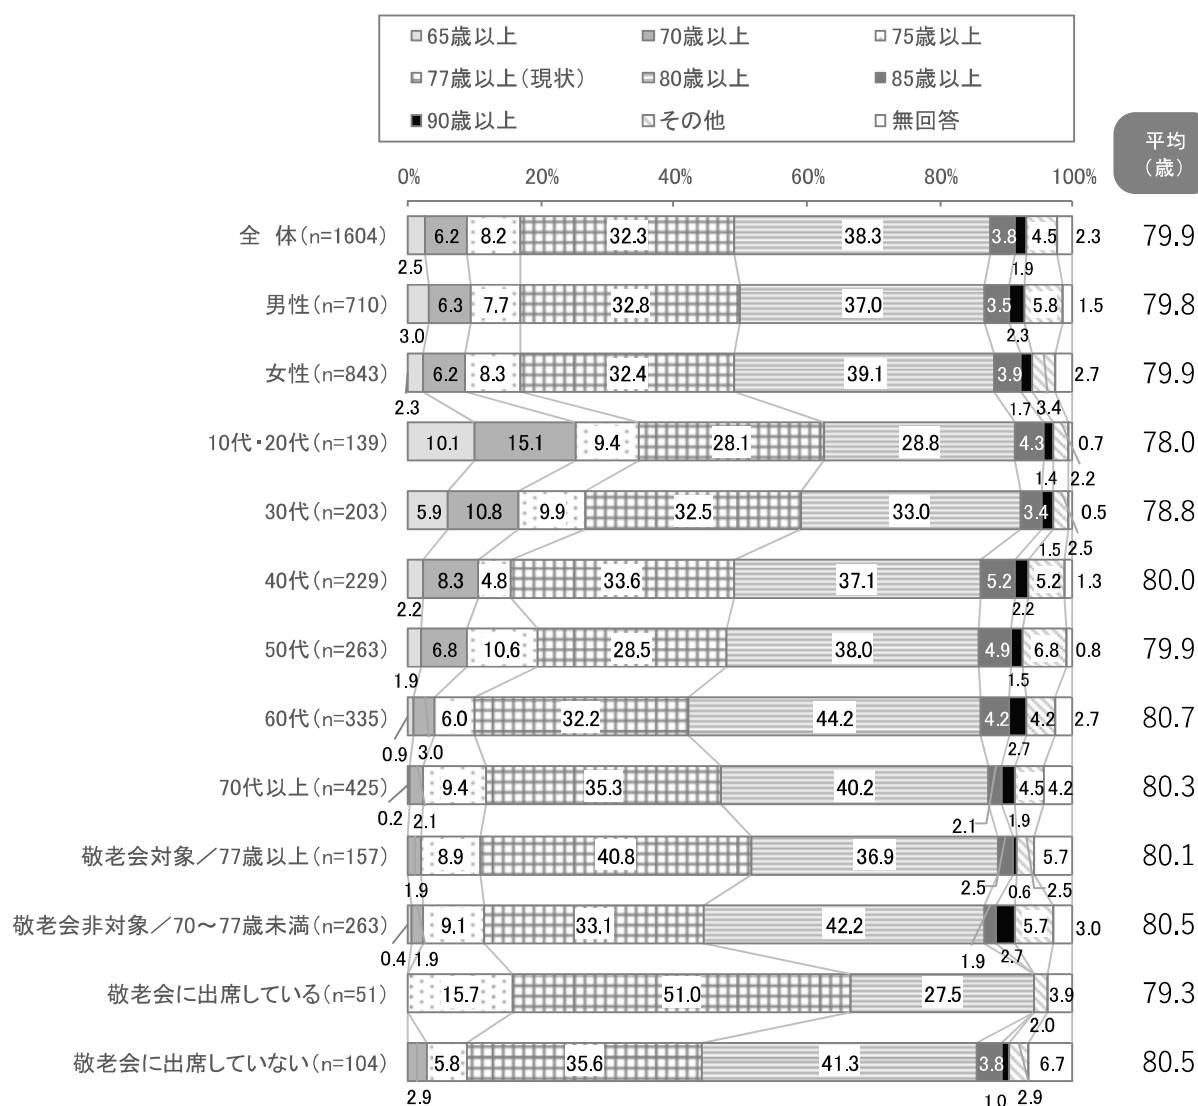 65歳以上 70歳以上 75歳以上
77歳以上(現状) 80歳以上 85歳以上
90歳以上 その他 無回答
平均
(歳)
0% 20% 40% 60% 80% 100%
全 体(n=1604) 6.2 8.2 32.3 38.3 3.8 4.5 2.3 79.9
2.5 1.9
男性(n=710) 6.3 7.7 32.8 37.0 3.5 5.8 1.5 79.8
3.0 2.3
女性(n=843) 6.2 8.3 32.4 39.1 3.9 2.7 79.9
2.3 1.7 3.4
10代・20代(n=139) 10.1 15.1 9.4 28.1 28.8 4.3 0.7 78.0
1.4 2.2
30代(n=203) 5.9 10.8 9.9 32.5 33.0 3.4 0.5 78.8
1.5 2.5
40代(n=229) 8.3 4.8 33.6 37.1 5.2 5.2 1.3 80.0
2.2 2.2
50代(n=263) 6.8 10.6 28.5 38.0 4.9 6.8 0.8 79.9
1.9 1.5
60代(n=335) 6.0 32.2 44.2 4.2 4.2 2.7 80.7
0.9 3.0 2.7
70代以上(n=425) 9.4 35.3 40.2 4.5 4.2 80.3
0.2 2.1 2.1 1.9
敬老会対象／77歳以上(n=157) 8.9 40.8 36.9 5.7 80.1
1.9 2.5 0.6 2.5
敬老会非対象／70～77歳未満(n=263) 9.1 33.1 42.2 5.7 3.0 80.5
0.4 1.9 1.9 2.7
敬老会に出席している(n=51) 15.7 51.0 27.5 3.9 79.3
2.0
敬老会に出席していない(n=104) 5.8 35.6 41.3 3.8 6.7 80.5
2.9 1.0 2.9